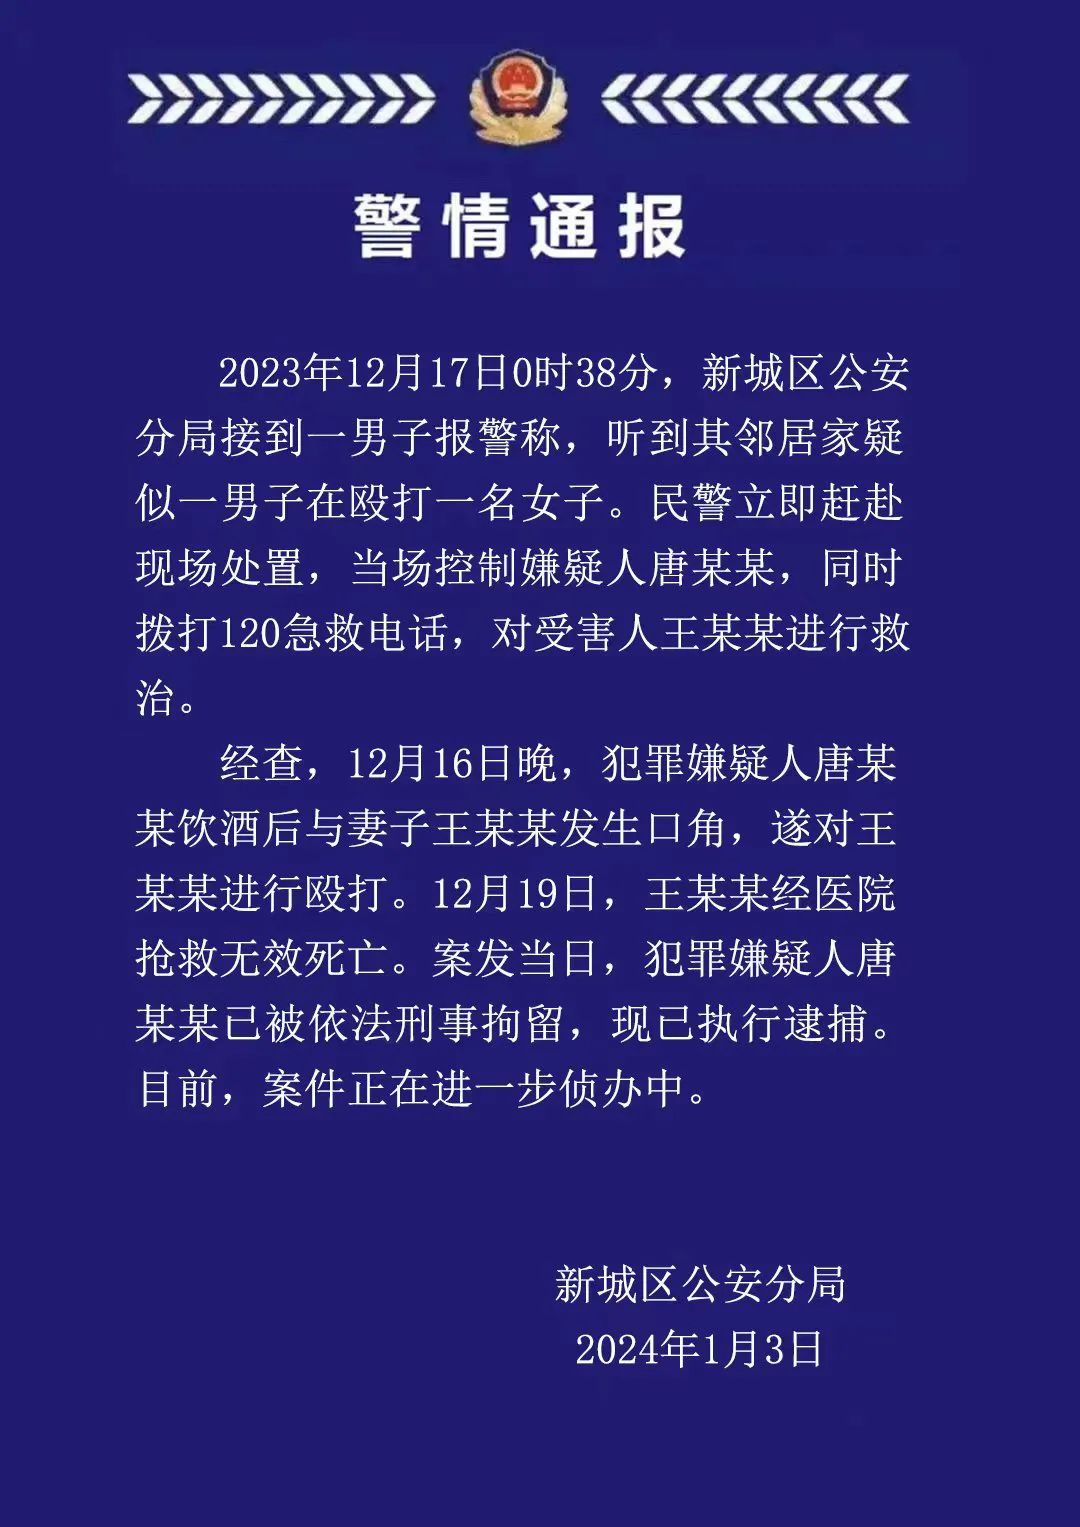 警情通报
2023年12月17日0时38分，新城区公安
分局接到一男子报警称，听到其邻居家疑
似一男子在殴打一名女子。民警立即赶赴
现场处置，当场控制嫌疑人唐某某，同时
拨打120急救电话，对受害人王某某进行救
治。
经查，12月16日晚，犯罪嫌疑人唐某
某饮酒后与妻子王某某发生口角，遂对王
某某进行殴打。12月19日，王某某经医院
抢救无效死亡。案发当日，犯罪嫌疑人唐
某某已被依法刑事拘留，现已执行逮捕。
目前，案件正在进一步侦办中。
新城区公安分局
2024年1月3日